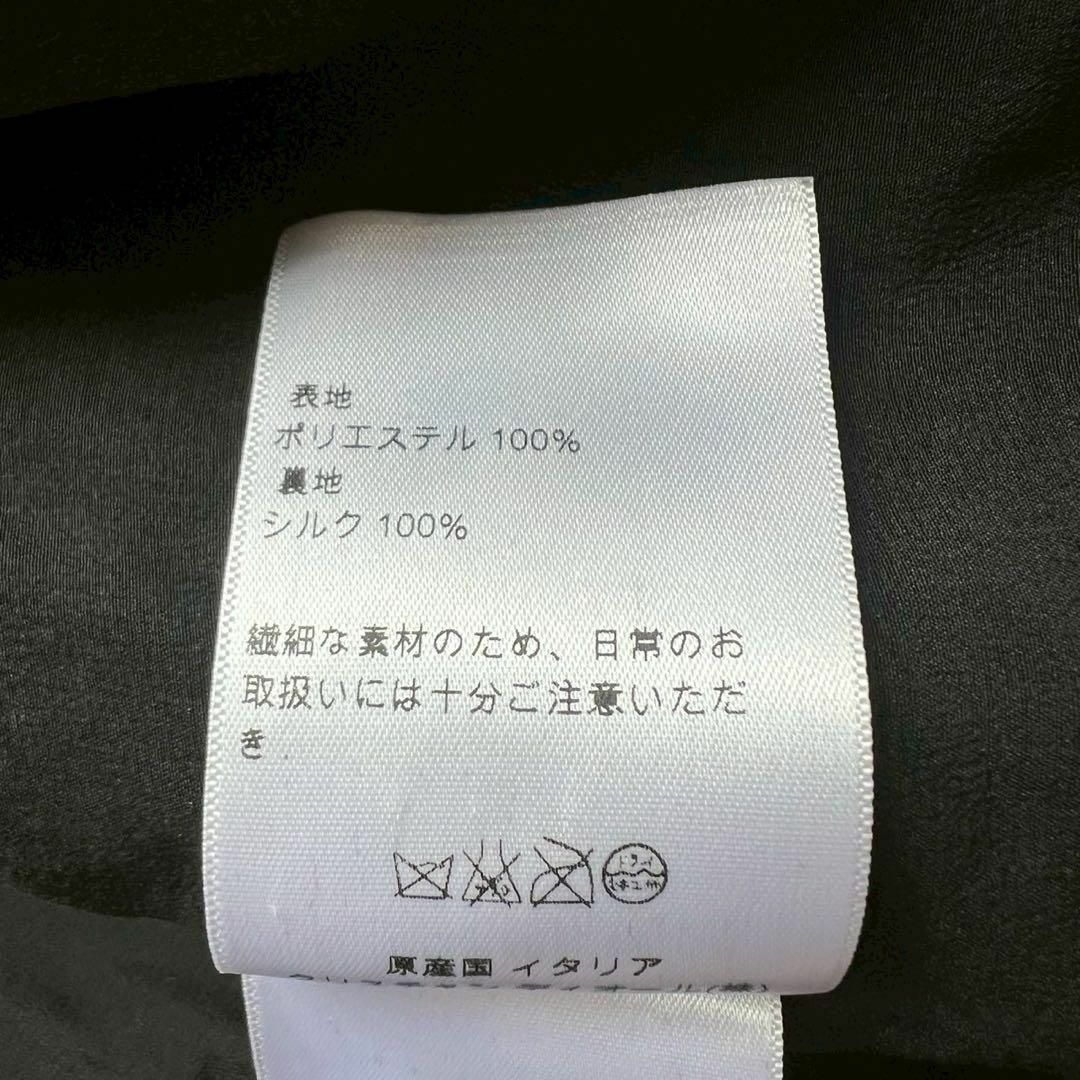 表地
ポリエステル 100%
裏地
シルク 100%
繊細な素材のため、日常のお
取扱いには十分ご注意いただ
き.
原産国 イタリア